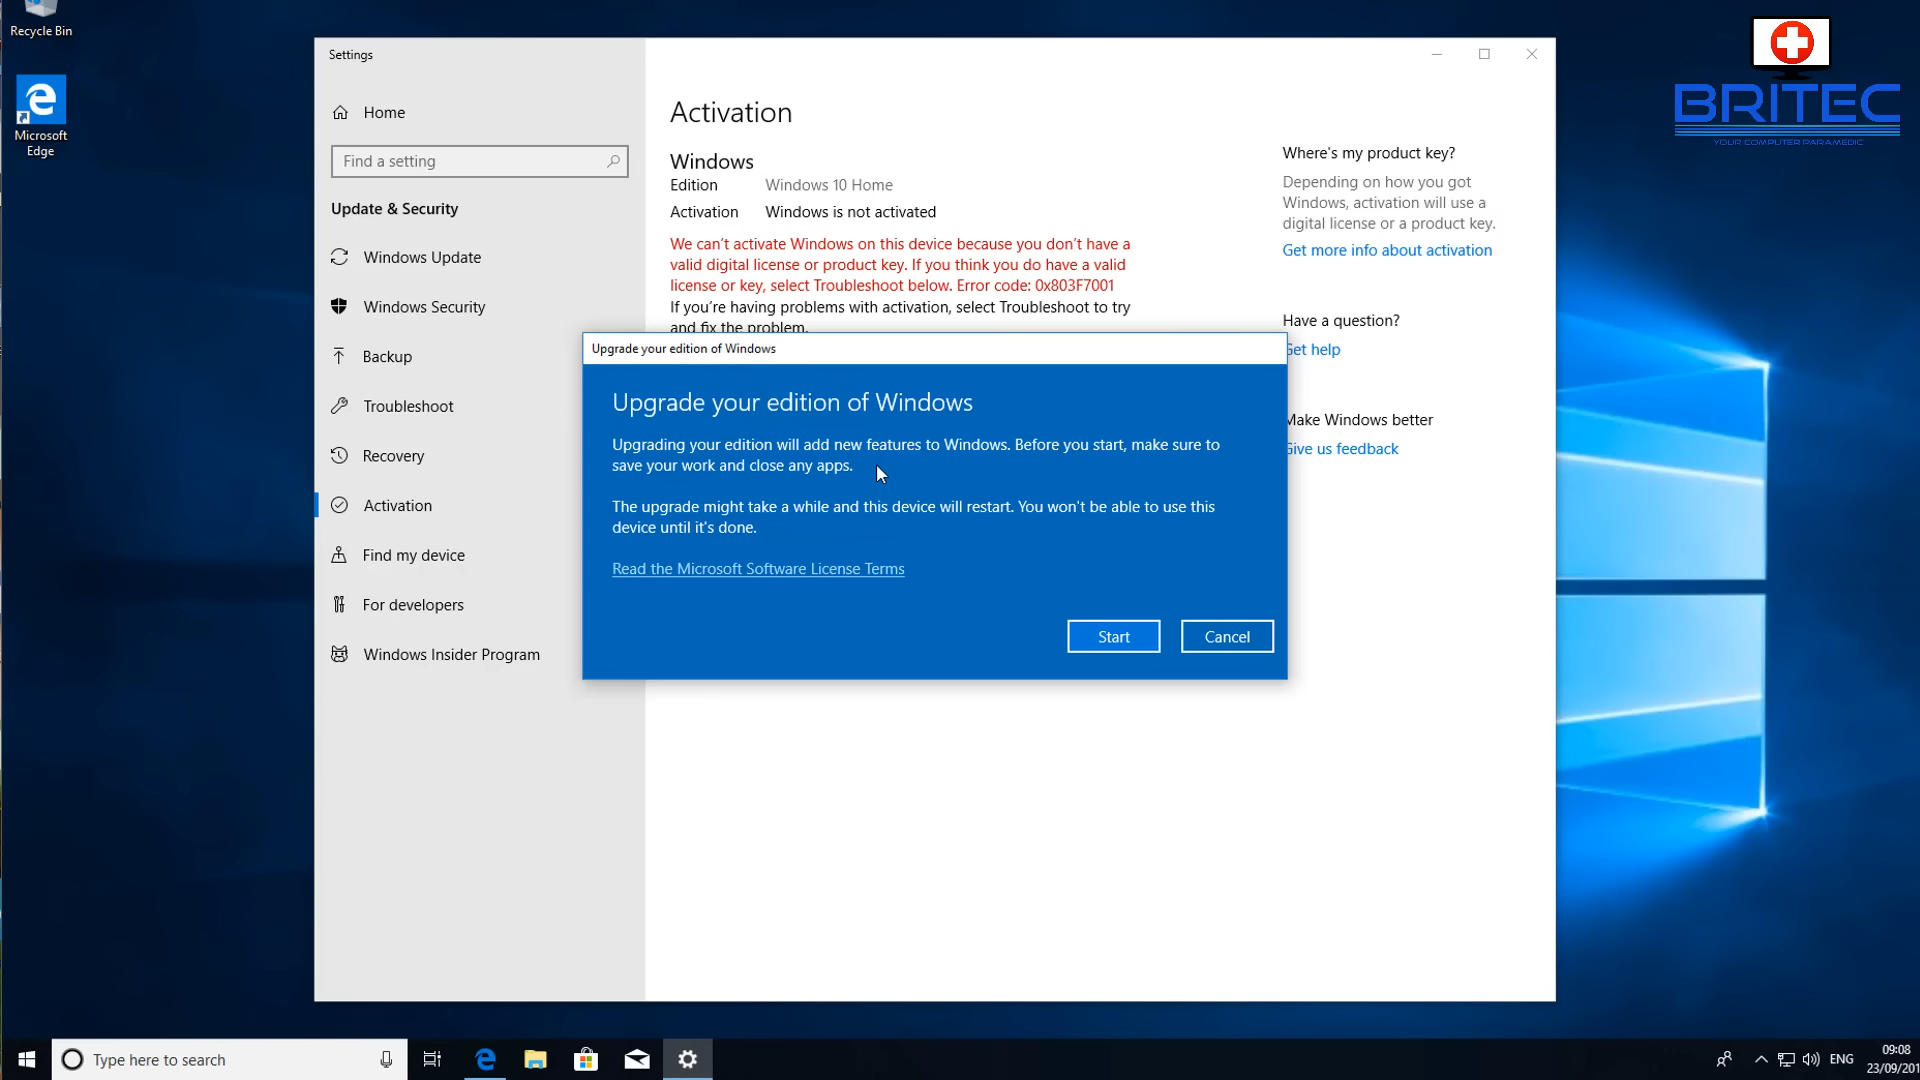 Recycle Bin
Microsoft
Edge
Settings
Home
Find a setting
Update & Security
Windows Update
Windows Security
Backup
Troubleshoot
Recovery
Activation
Find my device
For developers
Windows Insider Program
Activation
Windows
Edition Windows 10 Home
Activation Windows is not activated
We can't activate Windows on this device because you don't have a
valid digital license or product key. If you think you do have a valid
license or key, select Troubleshoot below. Error code: 0x803F7001
If you're having problems with activation, select Troubleshoot to try
and fix the problem.
Where's my product key?
Depending on how you got
Windows, activation will use a
digital license or a product key.
Get more info about activation
Have a question?
Get help
Make Windows better
Give us feedback
Upgrade your edition of Windows
Upgrade your edition of Windows
Upgrading your edition will add new features to Windows. Before you start, make sure to
save your work and close any apps.
The upgrade might take a while and this device will restart. You won't be able to use this
device until it's done.
Read the Microsoft Software License Terms
Start
Cancel
BRITEC
YOUR COMPUTER PARAMEDIC
Type here to search
ENG
09:08
23/09/201